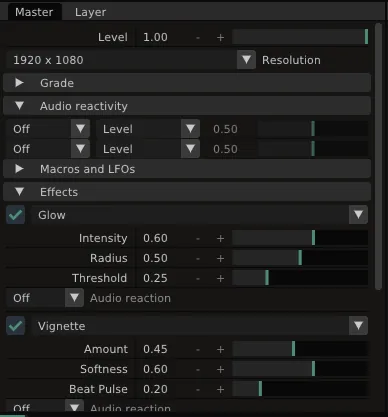 Master Layer
Level 1.00 - +
1920 x 1080 Resolution
Grade
Audio reactivity
Off Level 0.50
Off Level 0.50
Macros and LFOs
Effects
Glow
Intensity 0.60 - +
Radius 0.50 - +
Threshold 0.25 - +
Off Audio reaction
Vignette
Amount 0.45 - +
Softness 0.60 - +
Beat Pulse 0.20 - +
Off Audio reaction